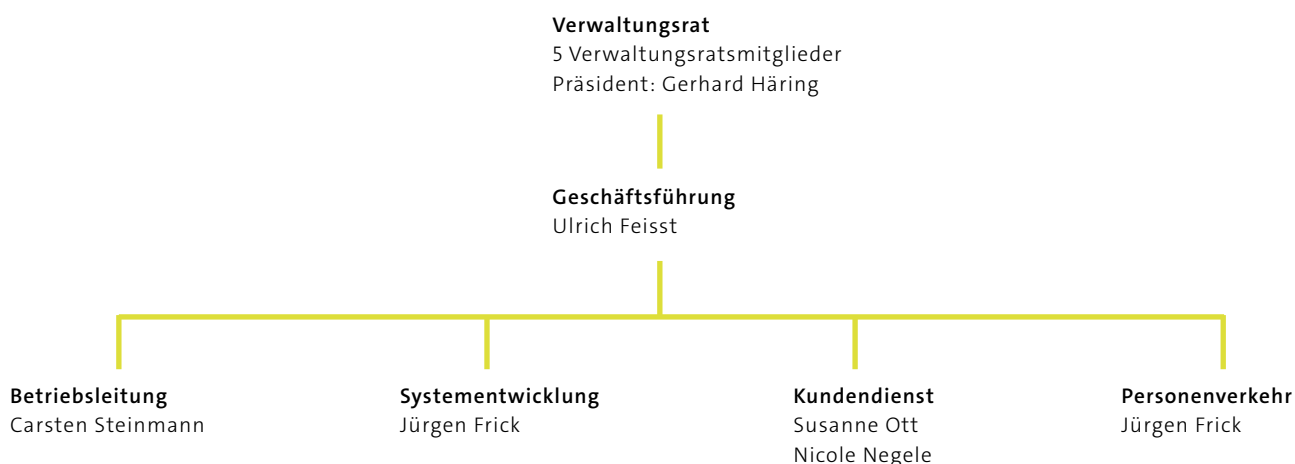 Verwaltungsrat
5 Verwaltungsratsmitglieder
Präsident: Gerhard Häring
Geschäftsführung
Ulrich Feisst
Betriebsleitung
Carsten Steinmann
Systementwicklung
Jürgen Frick
Kundendienst
Susanne Ott
Nicole Negele
Personenverkehr
Jürgen Frick